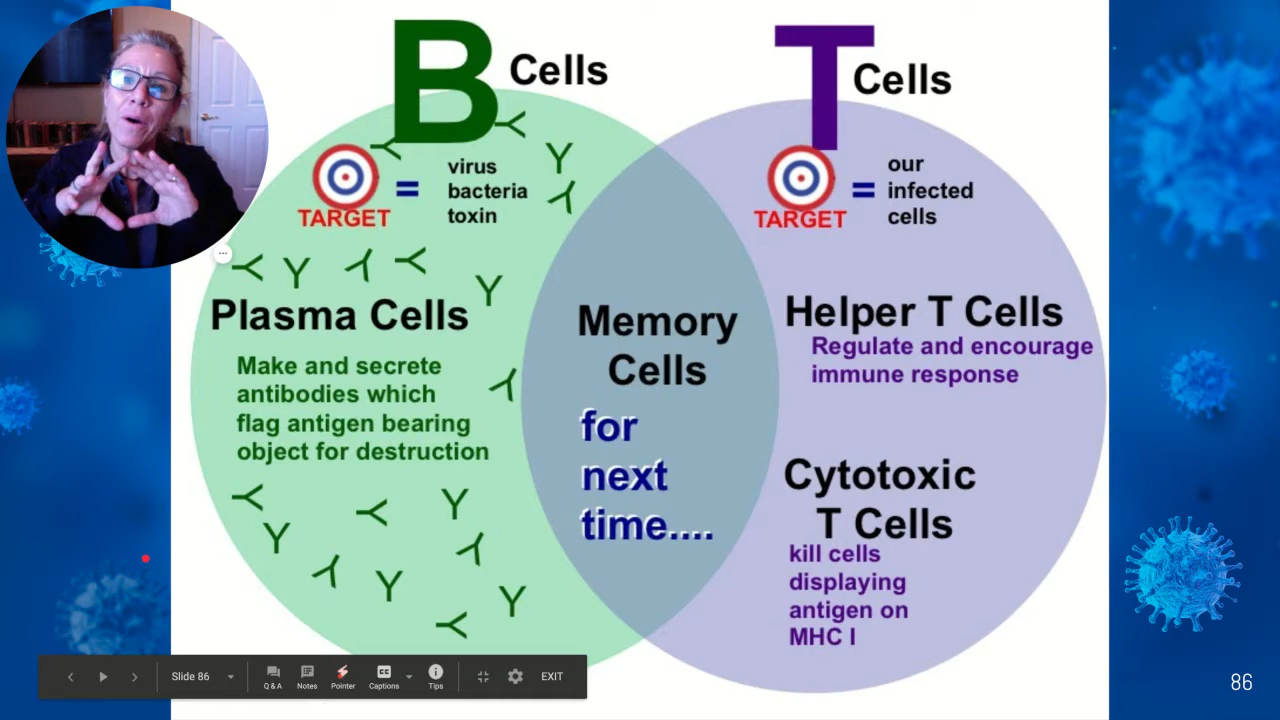 B Cells
TARGET
=
virus
bacteria
toxin
Plasma Cells
Make and secrete
antibodies which
flag antigen bearing
object for destruction
Memory
Cells
for
next
time....
T Cells
TARGET
=
our
infected
cells
Helper T Cells
Regulate and encourage
immune response
Cytotoxic
T Cells
kill cells
displaying
antigen on
MHC I
Slide 86
Q & A
Notes
Pointer
CC
Captions
Tips
EXIT
86